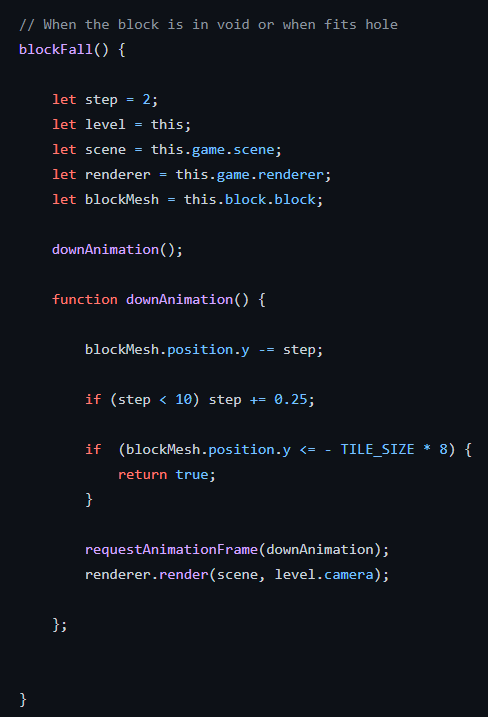 // When the block is in void or when fits hole
blockFall() {
let step = 2;
let level = this;
let scene = this.game.scene;
let renderer = this.game.renderer;
let blockMesh = this.block.block;
downAnimation();
function downAnimation() {
blockMesh.position.y -= step;
if (step < 10) step += 0.25;
if  (blockMesh.position.y <= - TILE_SIZE * 8) {
return true;
}
requestAnimationFrame(downAnimation);
renderer.render(scene, level.camera);
};
}